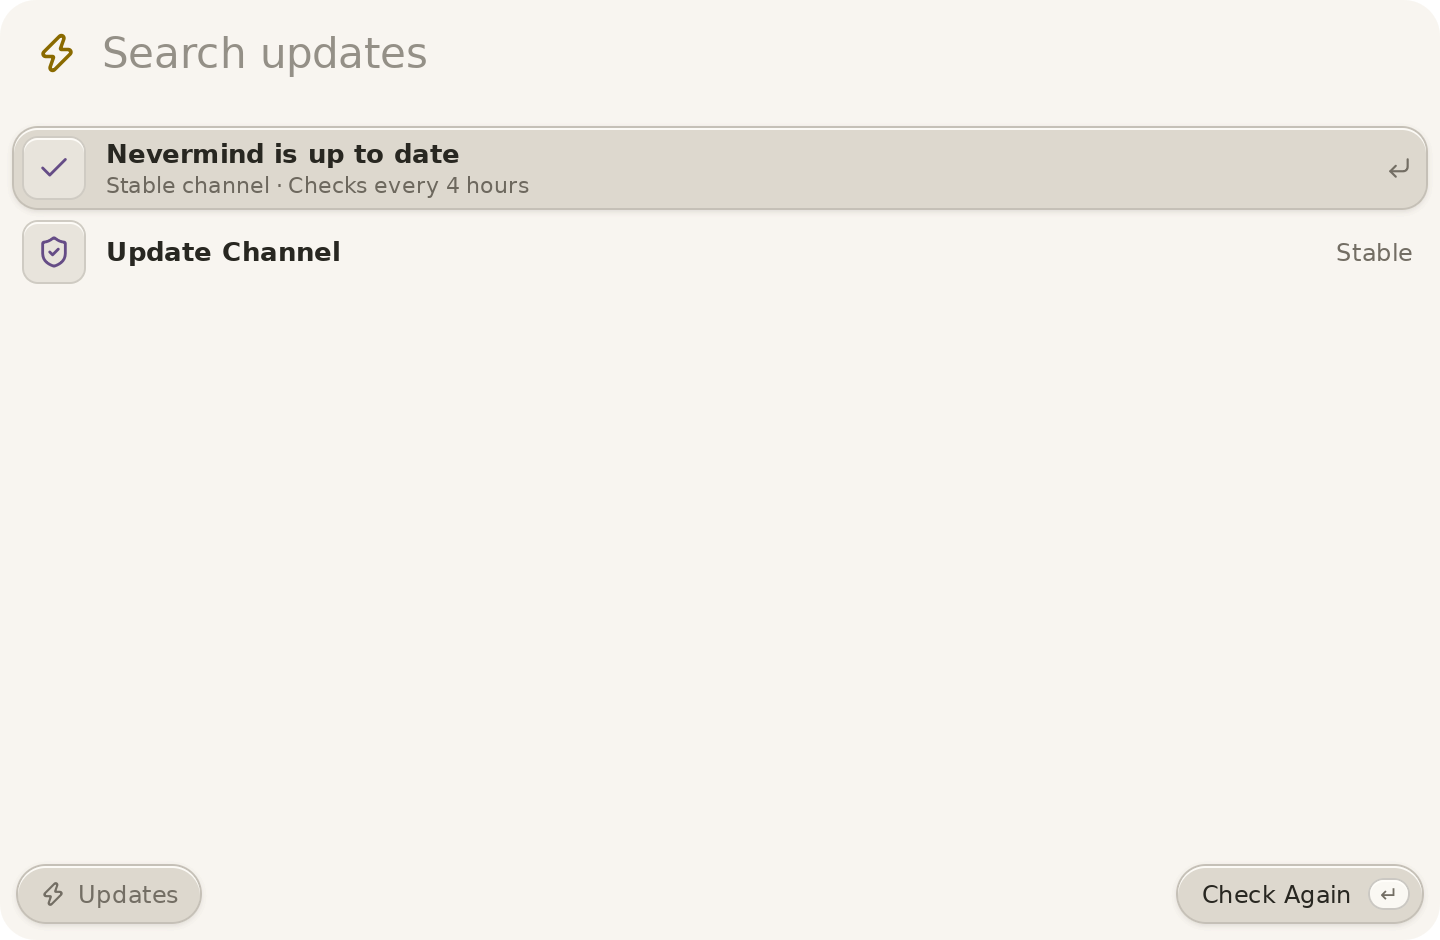 Search updates
Nevermind is up to date
Stable channel · Checks every 4 hours
Update Channel
Stable
Updates
Check Again